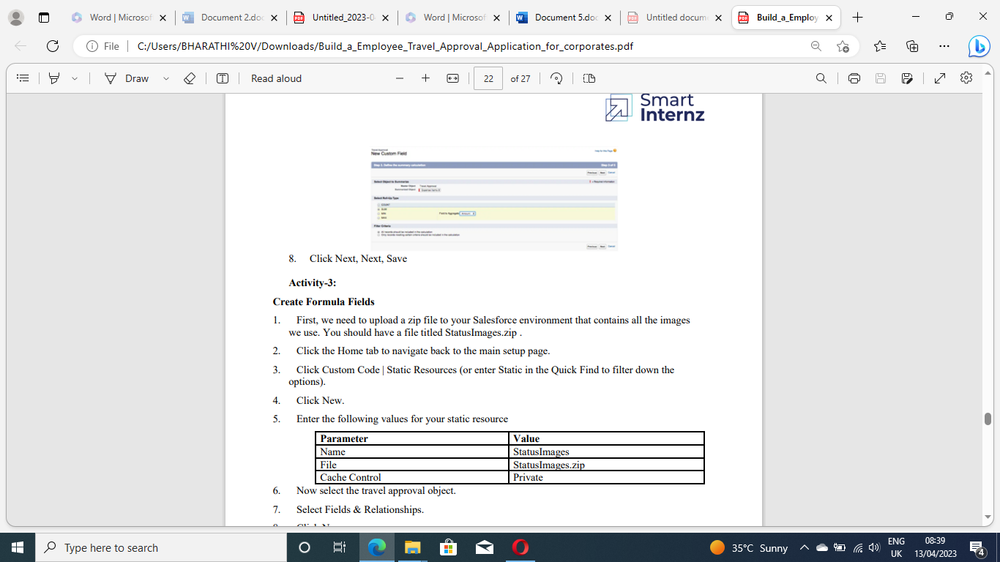 Word | Microsof
Document 2.doc
Untitled_2023-0
Word | Microsof
Document 5.doc
Untitled docum
Build_a_Employ
File
C:/Users/BHARATHI%20V/Downloads/Build_a_Employee_Travel_Approval_Application_for_corporates.pdf
Draw
Read aloud
22
of 27
Smart
Internz
New Custom Field
8. Click Next, Next, Save
Activity-3:
Create Formula Fields
1. First, we need to upload a zip file to your Salesforce environment that contains all the images
we use. You should have a file titled StatusImages.zip .
2. Click the Home tab to navigate back to the main setup page.
3. Click Custom Code | Static Resources (or enter Static in the Quick Find to filter down the
options).
4. Click New.
5. Enter the following values for your static resource
Parameter Value
Name StatusImages
File StatusImages.zip
Cache Control Private
6. Now select the travel approval object.
7. Select Fields & Relationships.
Type here to search
35°C Sunny
ENG
UK
08:39
13/04/2023
4